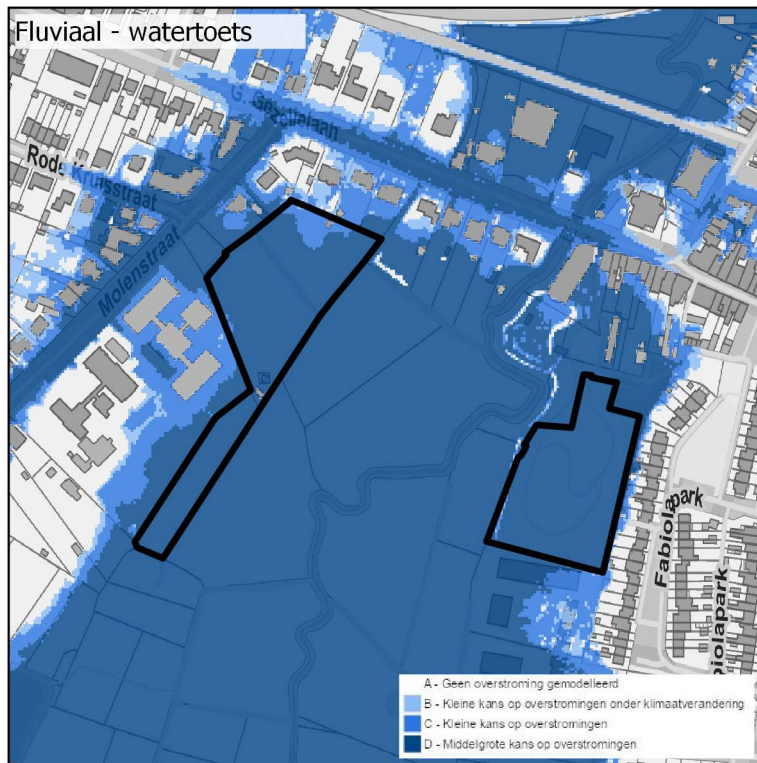 Fluviaal - watertoets
G. Gezellelaan
Rode Kruisstraat
Molenstraat
Fabiolapark
biolapark
A - Geen overstroming gemodelleerd
B - Kleine kans op overstromingen onder klimaatverandering
C - Kleine kans op overstromingen
D - Middelgrote kans op overstromingen